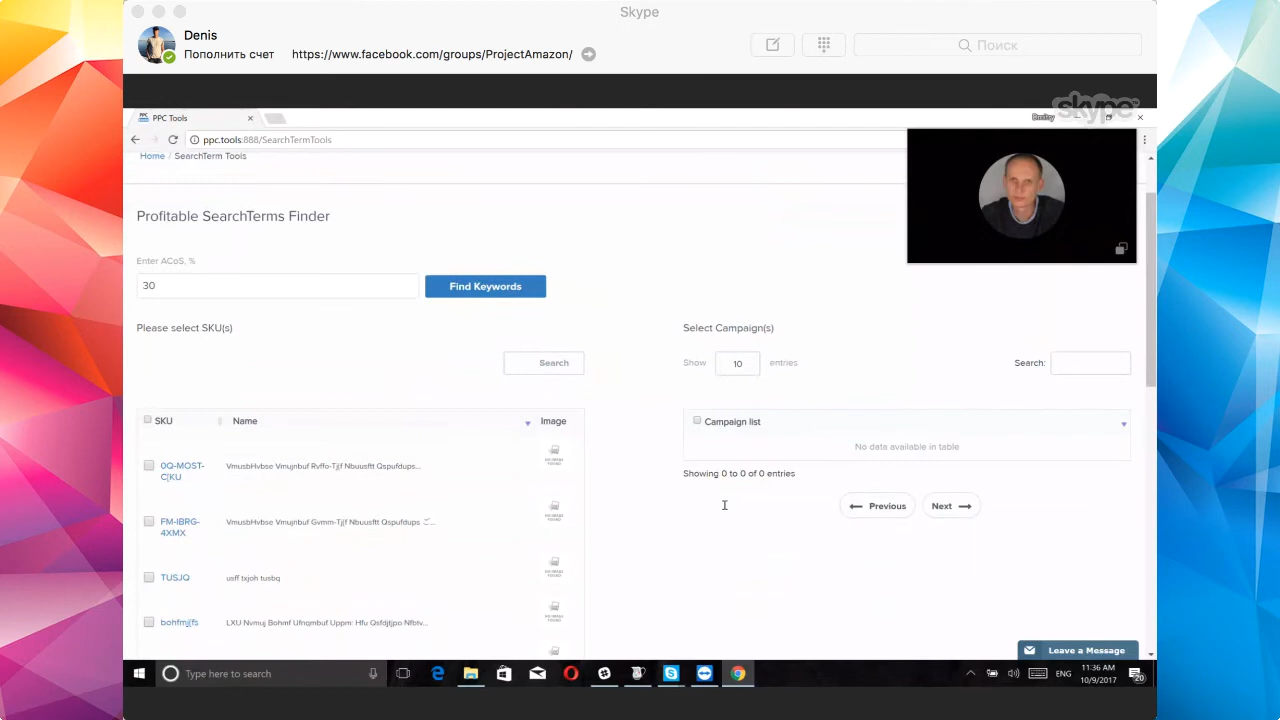 Skype
Denis
Пополнить счет https://www.facebook.com/groups/ProjectAmazon/
Поиск
skype
PPC Tools
Dmitry
ppc.tools:888/SearchTermTools
Home / SearchTerm Tools
Profitable SearchTerms Finder
Enter ACoS, %
30 Find Keywords
Please select SKU(s) Select Campaign(s)
Search Show 10 entries Search:
SKU Name Image Campaign list
No data available in table
0Q-MOST-
C[KU
VmusbHvbse Vmujnbuf Rvffo-Tj{f Nbuusftt Qspufdups...
Showing 0 to 0 of 0 entries
Previous Next
FM-IBRG-
4XMX
VmusbHvbse Vmujnbuf Gvmm-Tj{f Nbuusftt Qspufdups
TUSJQ usff txjoh tusbq
bohfmj{fs LXU Nvmuj Bohmf Ufnqmbuf Uppm: Hfu Qsfdjtjpo Nfbtv...
Leave a Message
Type here to search
ENG
11:36 AM
10/9/2017
20